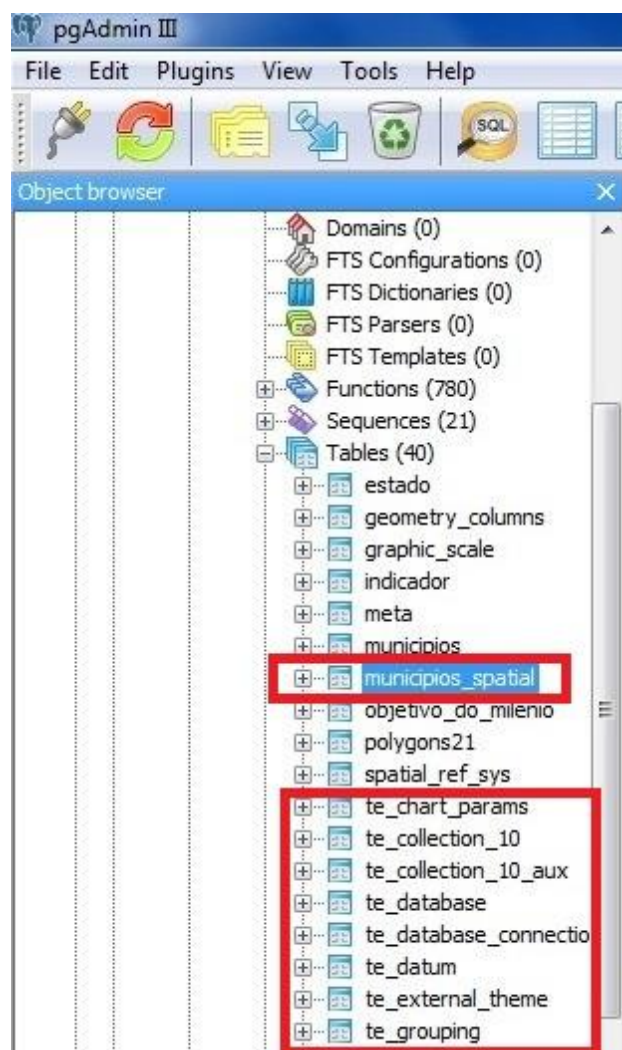 pgAdmin III
File Edit Plugins View Tools Help
SQL
Object browser
Domains (0)
FTS Configurations (0)
FTS Dictionaries (0)
FTS Parsers (0)
FTS Templates (0)
Functions (780)
Sequences (21)
Tables (40)
estado
geometry_columns
graphic_scale
indicador
meta
municipios
municipios_spatial
objetivo_do_milenio
polygons21
spatial_ref_sys
te_chart_params
te_collection_10
te_collection_10_aux
te_database
te_database_connectio
te_datum
te_external_theme
te_grouping